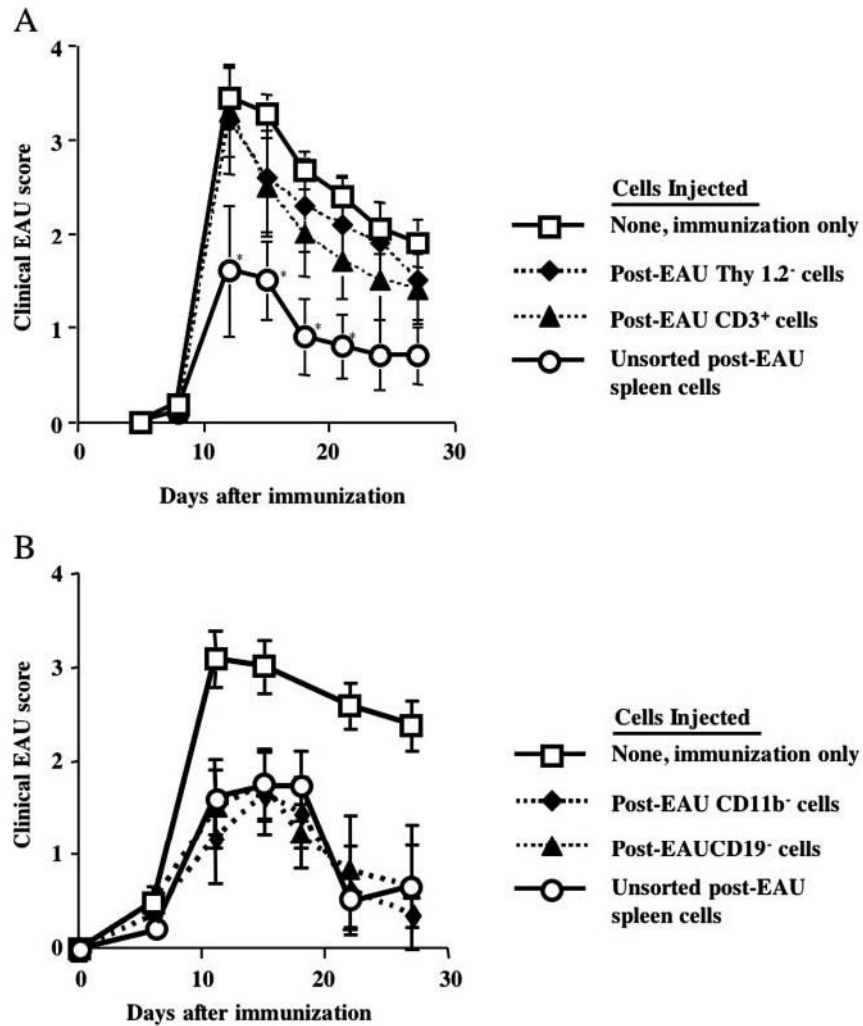 A
4
3
2
1
0
Clinical EAU score
0 10 20 30
Days after immunization
* * * *
Cells Injected
None, immunization only
Post-EAU Thy 1.2⁻ cells
Post-EAU CD3⁺ cells
Unsorted post-EAU
spleen cells
B
4
3
2
1
0
Clinical EAU score
0 10 20 30
Days after immunization
Cells Injected
None, immunization only
Post-EAU CD11b⁻ cells
Post-EAUCD19⁻ cells
Unsorted post-EAU
spleen cells